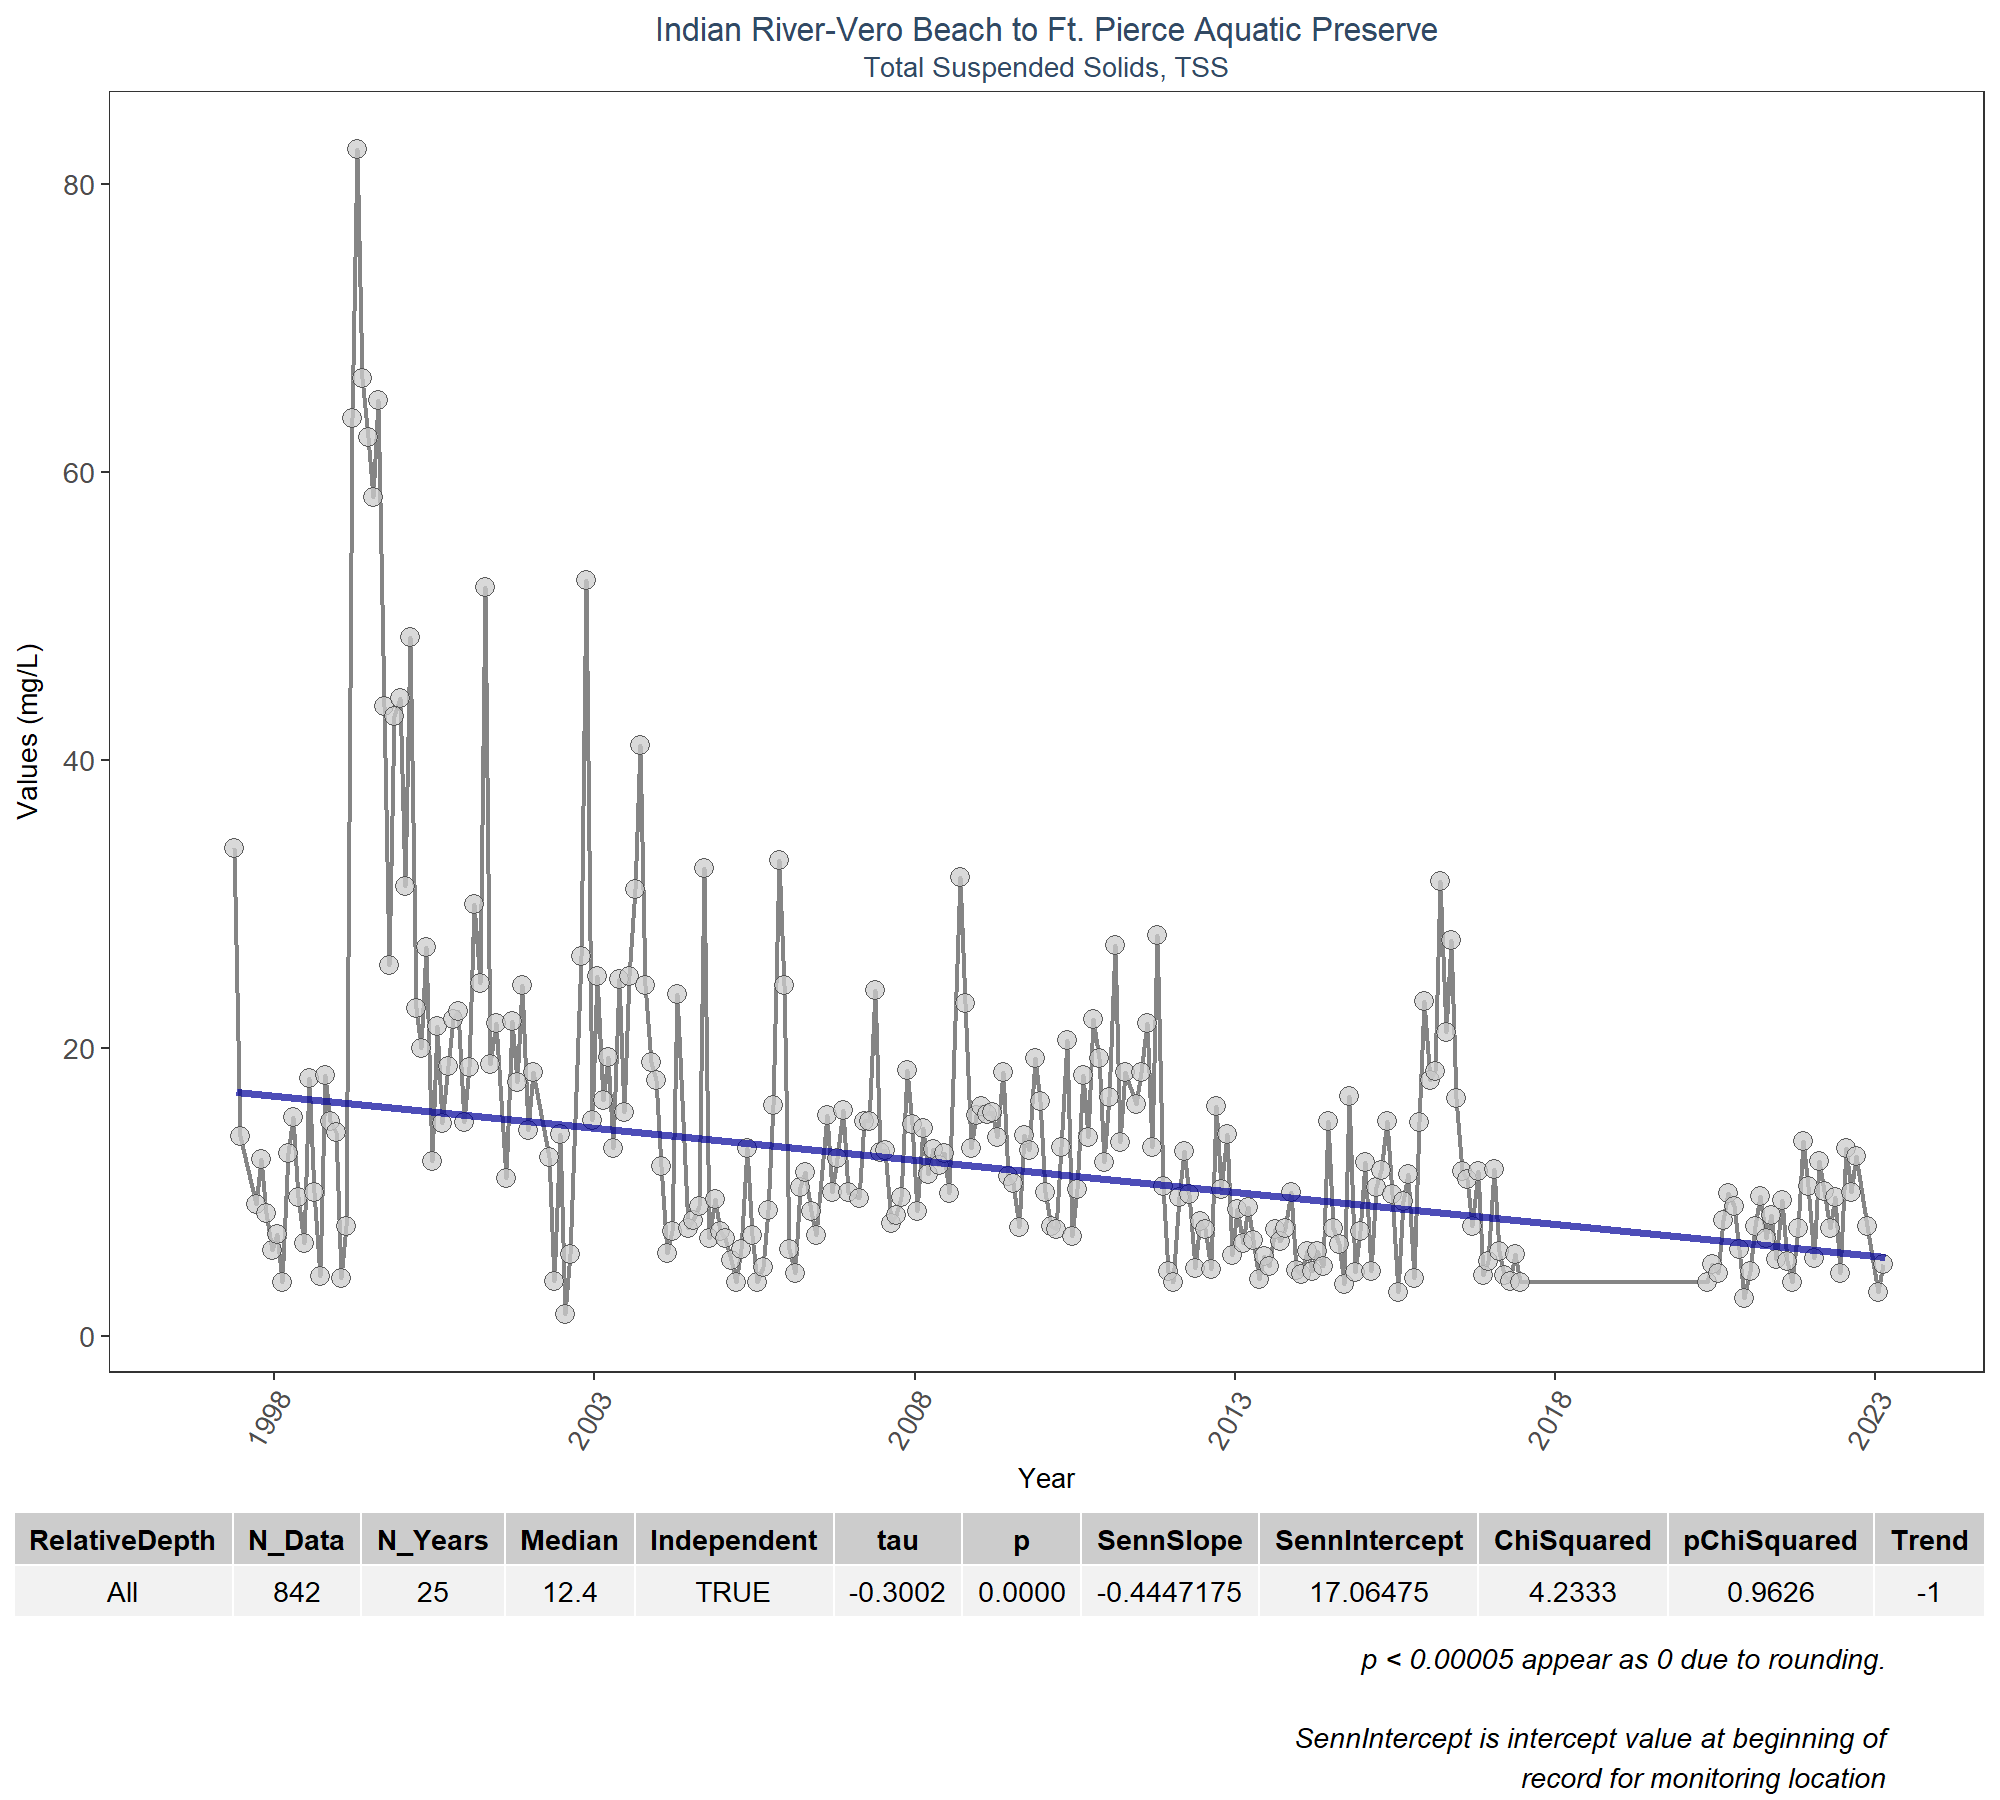 Indian River-Vero Beach to Ft. Pierce Aquatic Preserve
Total Suspended Solids, TSS
Values (mg/L)
80
60
40
20
0
1998
2003
2008
2013
2018
2023
Year
RelativeDepth N_Data N_Years Median Independent tau p SennSlope SennIntercept ChiSquared pChiSquared Trend
All 842 25 12.4 TRUE -0.3002 0.0000 -0.4447175 17.06475 4.2333 0.9626 -1
p < 0.00005 appear as 0 due to rounding.
SennIntercept is intercept value at beginning of
record for monitoring location